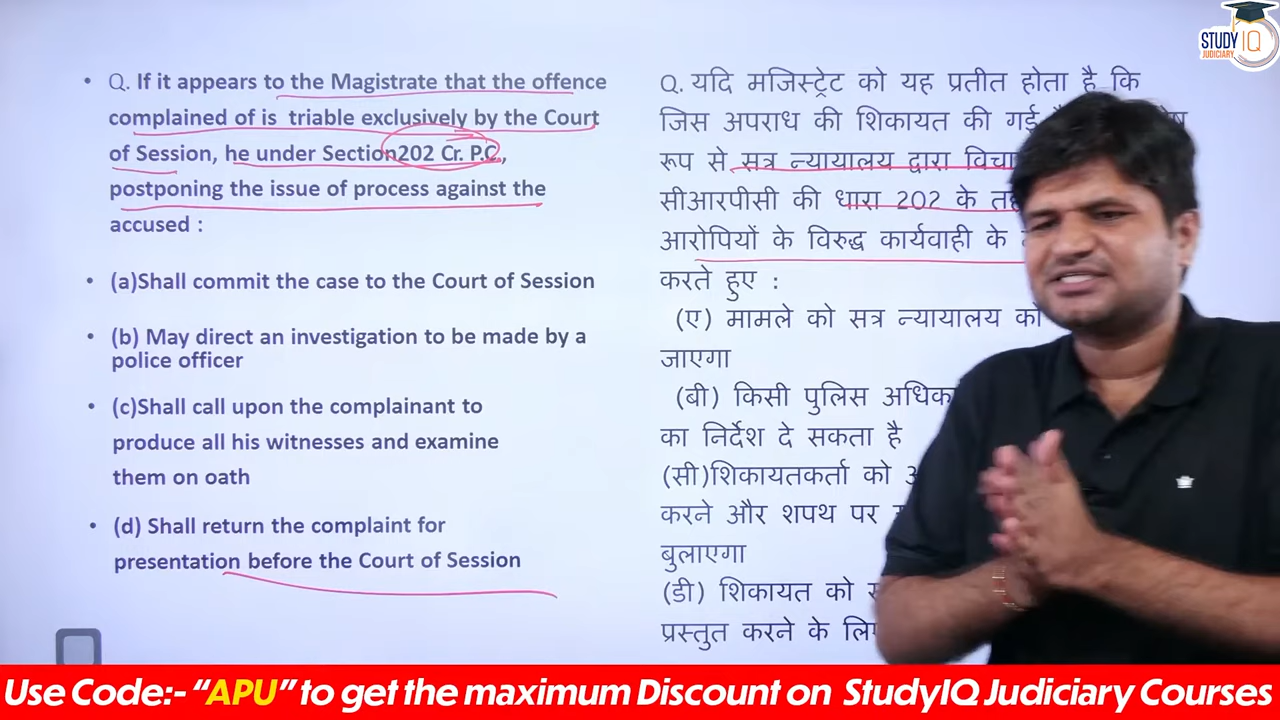 STUDY IQ
JUDICIARY
• Q. If it appears to the Magistrate that the offence
complained of is triable exclusively by the Court
of Session, he under Section202 Cr. P.C.,
postponing the issue of process against the
accused :
• (a)Shall commit the case to the Court of Session
• (b) May direct an investigation to be made by a
police officer
• (c)Shall call upon the complainant to
produce all his witnesses and examine
them on oath
• (d) Shall return the complaint for
presentation before the Court of Session
Q. यदि मजिस्ट्रेट को यह प्रतीत होता है कि
जिस अपराध की शिकायत की गई
रूप से सत्र न्यायालय द्वारा
सीआरपीसी की धारा 202 के
आरोपियों के विरुद्ध कार्यवाही के
करते हुए :
(ए) मामले को सत्र न्यायालय को
जाएगा
(बी) किसी पुलिस
का निर्देश दे सकता है
(सी)शिकायतकर्ता को
करने और शपथ पर
बुलाएगा
(डी) शिकायत को
प्रस्तुत करने के
Use Code:- “APU” to get the maximum Discount on StudyIQ Judiciary Courses